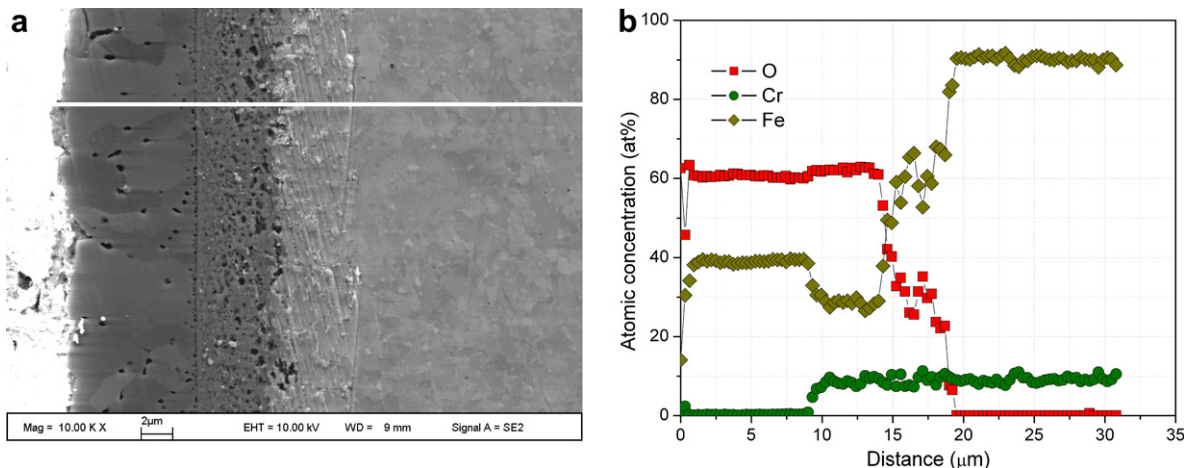 a
Mag = 10.00 K X
2µm
EHT = 10.00 kV
WD = 9 mm
Signal A = SE2
b
100
80
60
40
20
0
Atomic concentration (at%)
O
Cr
Fe
0 5 10 15 20 25 30 35
Distance (µm)